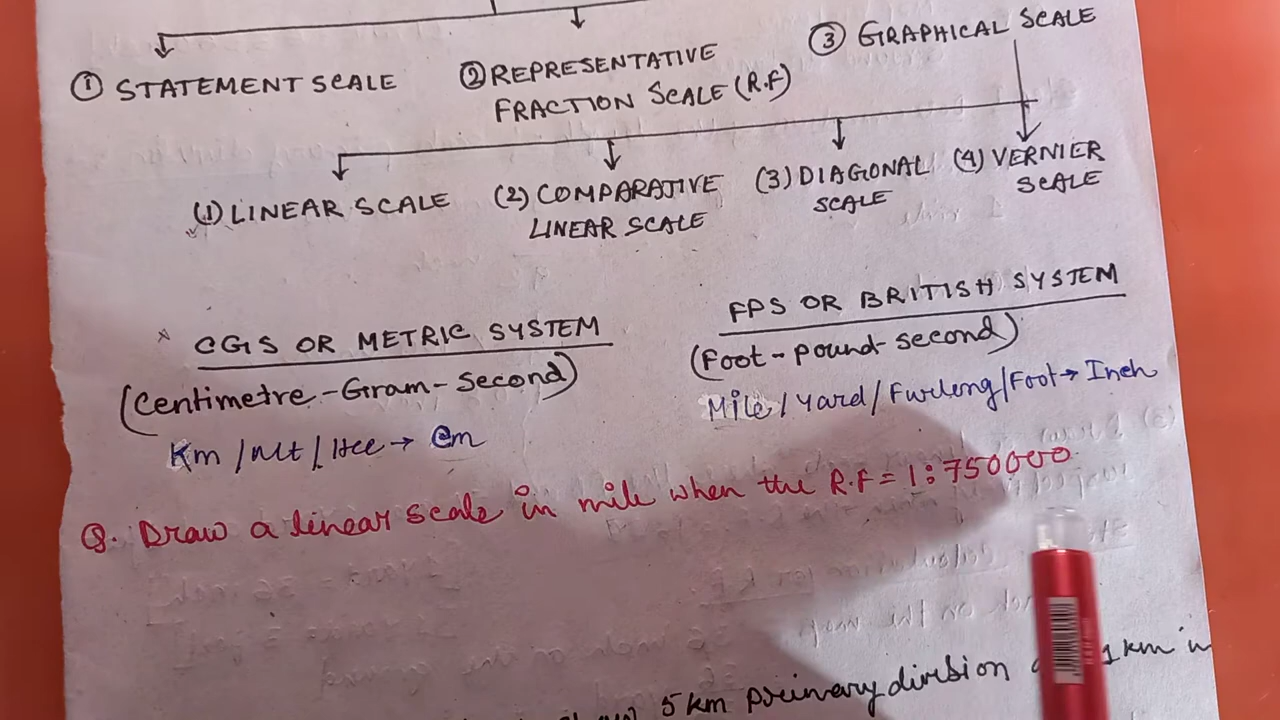 ① STATEMENT SCALE
② REPRESENTATIVE
FRACTION SCALE (R.F)
③ GRAPHICAL SCALE
(1) LINEAR SCALE
(2) COMPARATIVE
LINEAR SCALE
(3) DIAGONAL
SCALE
(4) VERNIER
SCALE
CGS OR METRIC SYSTEM
(Centimetre-Gram-Second)
Km / Mt / Hec → cm
FPS OR BRITISH SYSTEM
(Foot-pound-second)
Mile / Yard / Furlong / Foot → Inch
Q. Draw a linear scale in mile when the R.F = 1:750000
5 km primary division
1 km in